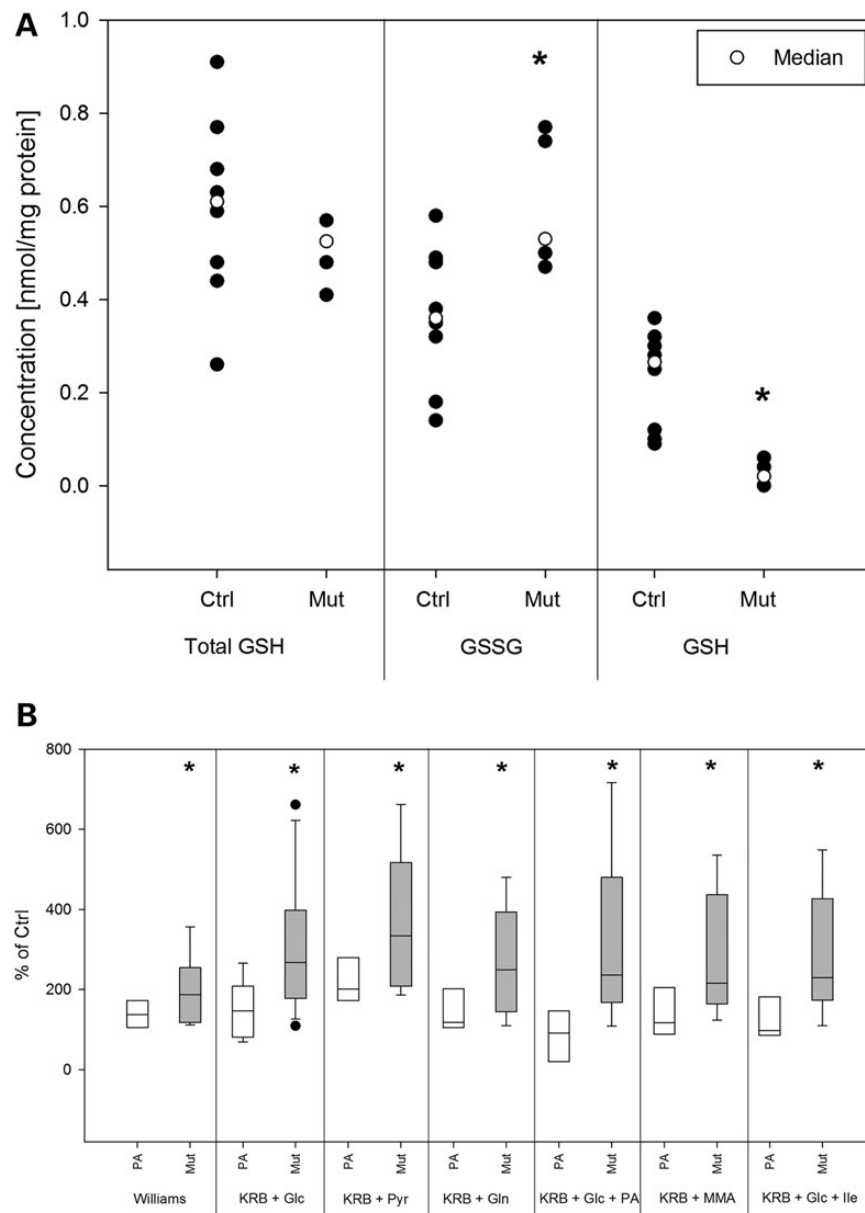 A
1.0
0.8
0.6
0.4
0.2
0.0
Concentration [nmol/mg protein]
Median
*
*
Ctrl Mut Ctrl Mut Ctrl Mut
Total GSH GSSG GSH
B
800
600
400
200
0
% of Ctrl
* * * * * * *
PA Mut PA Mut PA Mut PA Mut PA Mut PA Mut PA Mut
Williams KRB + Glc KRB + Pyr KRB + Gln KRB + Glc + PA KRB + MMA KRB + Glc + Ile